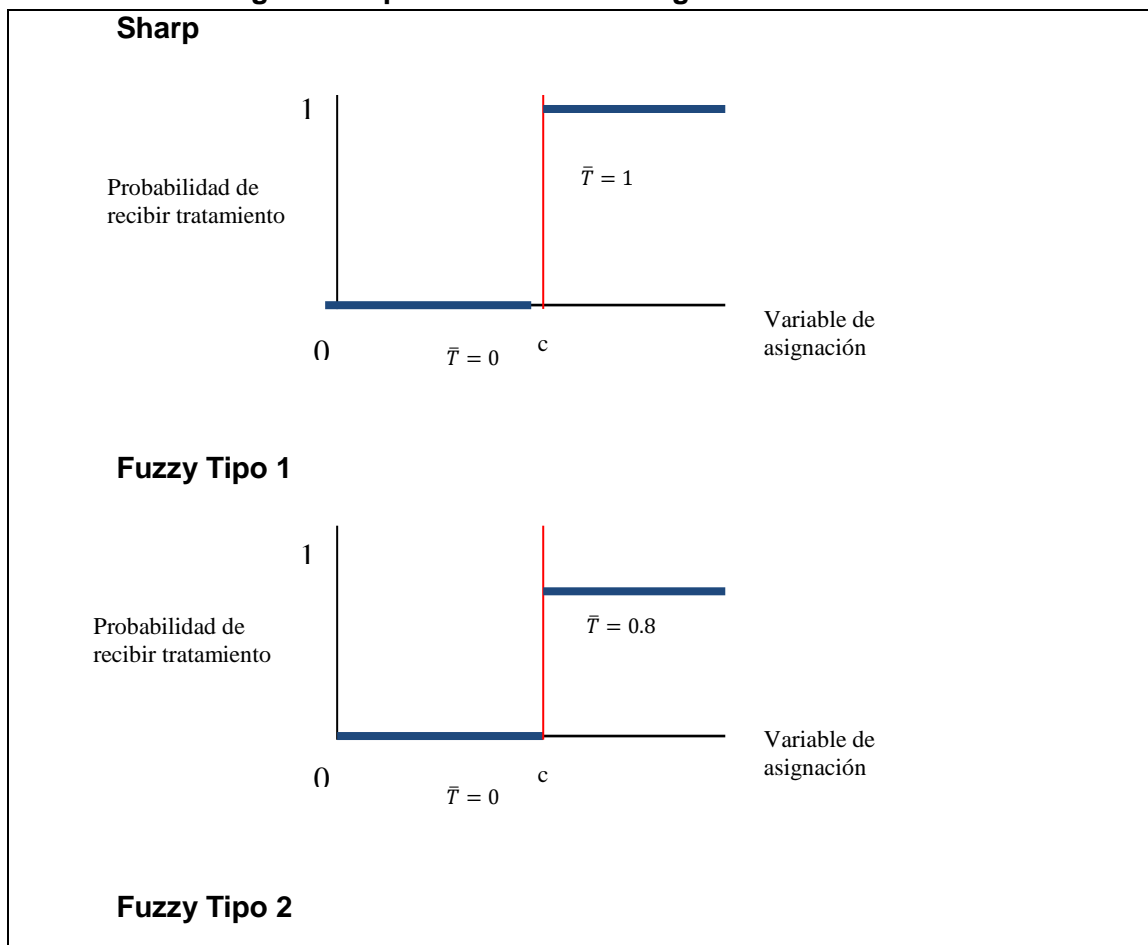 Sharp
1
T̄ = 1
Probabilidad de
recibir tratamiento
Variable de
asignación
0
T̄ = 0
c
Fuzzy Tipo 1
1
T̄ = 0.8
Probabilidad de
recibir tratamiento
Variable de
asignación
0
T̄ = 0
c
Fuzzy Tipo 2